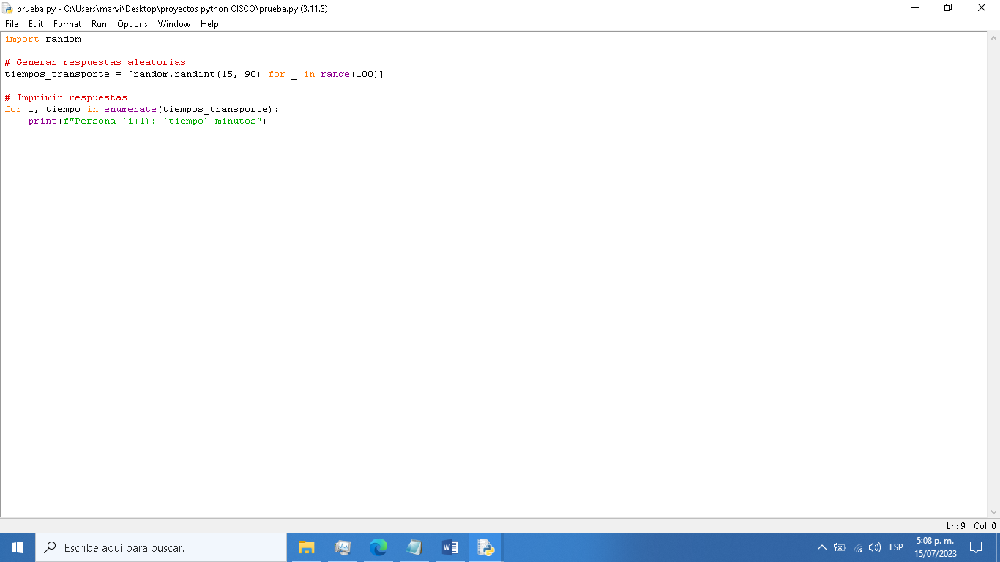 prueba.py - C:\Users\marvi\Desktop\proyectos python CISCO\prueba.py (3.11.3)
File Edit Format Run Options Window Help
import random
# Generar respuestas aleatorias
tiempos_transporte = [random.randint(15, 90) for _ in range(100)]
# Imprimir respuestas
for i, tiempo in enumerate(tiempos_transporte):
    print(f"Persona {i+1}: {tiempo} minutos")
Ln: 9 Col: 0
Escribe aquí para buscar.
W
ESP
5:08 p. m.
15/07/2023